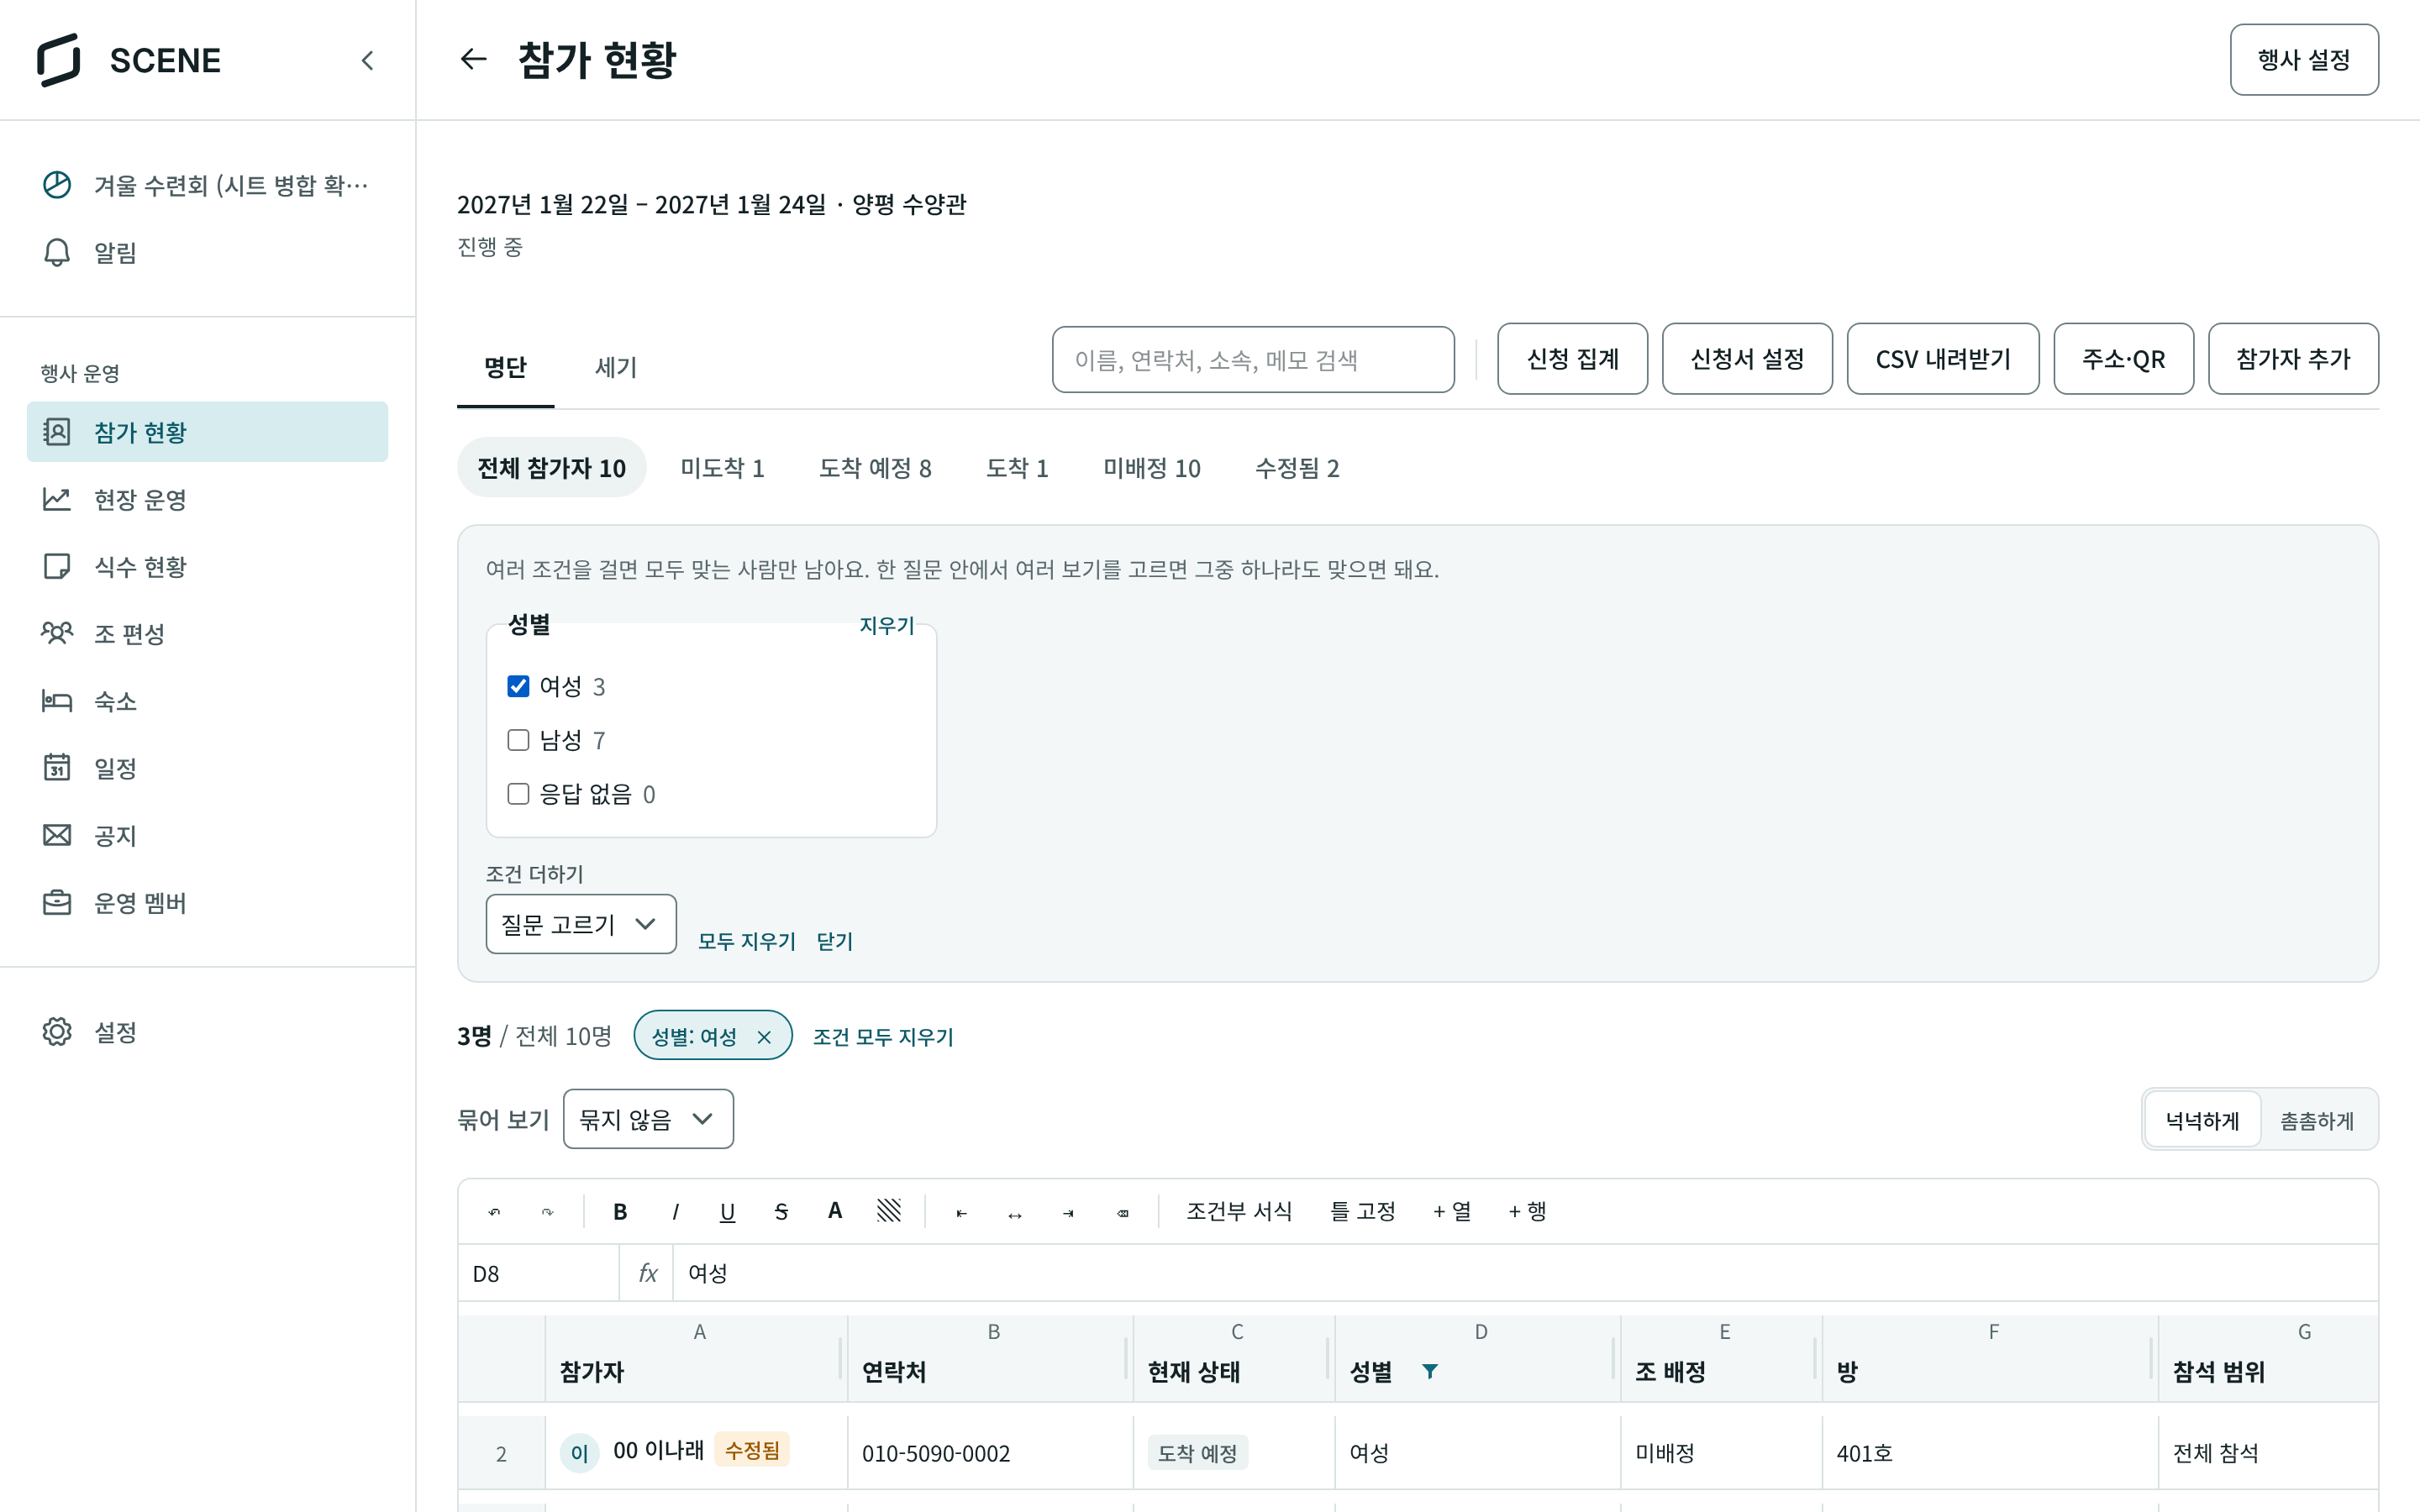 SCENE
참가 현황
행사 설정
겨울 수련회 (시트 병합 확…
알림
행사 운영
참가 현황
현장 운영
식수 현황
조 편성
숙소
일정
공지
운영 멤버
설정
2027년 1월 22일 – 2027년 1월 24일 · 양평 수양관
진행 중
명단 세기
이름, 연락처, 소속, 메모 검색
신청 집계 신청서 설정 CSV 내려받기 주소·QR 참가자 추가
전체 참가자 10 미도착 1 도착 예정 8 도착 1 미배정 10 수정됨 2
여러 조건을 걸면 모두 맞는 사람만 남아요. 한 질문 안에서 여러 보기를 고르면 그중 하나라도 맞으면 돼요.
성별 지우기
여성 3
남성 7
응답 없음 0
조건 더하기
질문 고르기 모두 지우기 닫기
3명 / 전체 10명 성별: 여성 × 조건 모두 지우기
묶어 보기 묶지 않음 넉넉하게 촘촘하게
B I U S A 조건부 서식 틀 고정 + 열 + 행
D8 fx 여성
A B C D E F G
참가자 연락처 현재 상태 성별 조 배정 방 참석 범위
2 이 00 이나래 수정됨 010-5090-0002 도착 예정 여성 미배정 401호 전체 참석